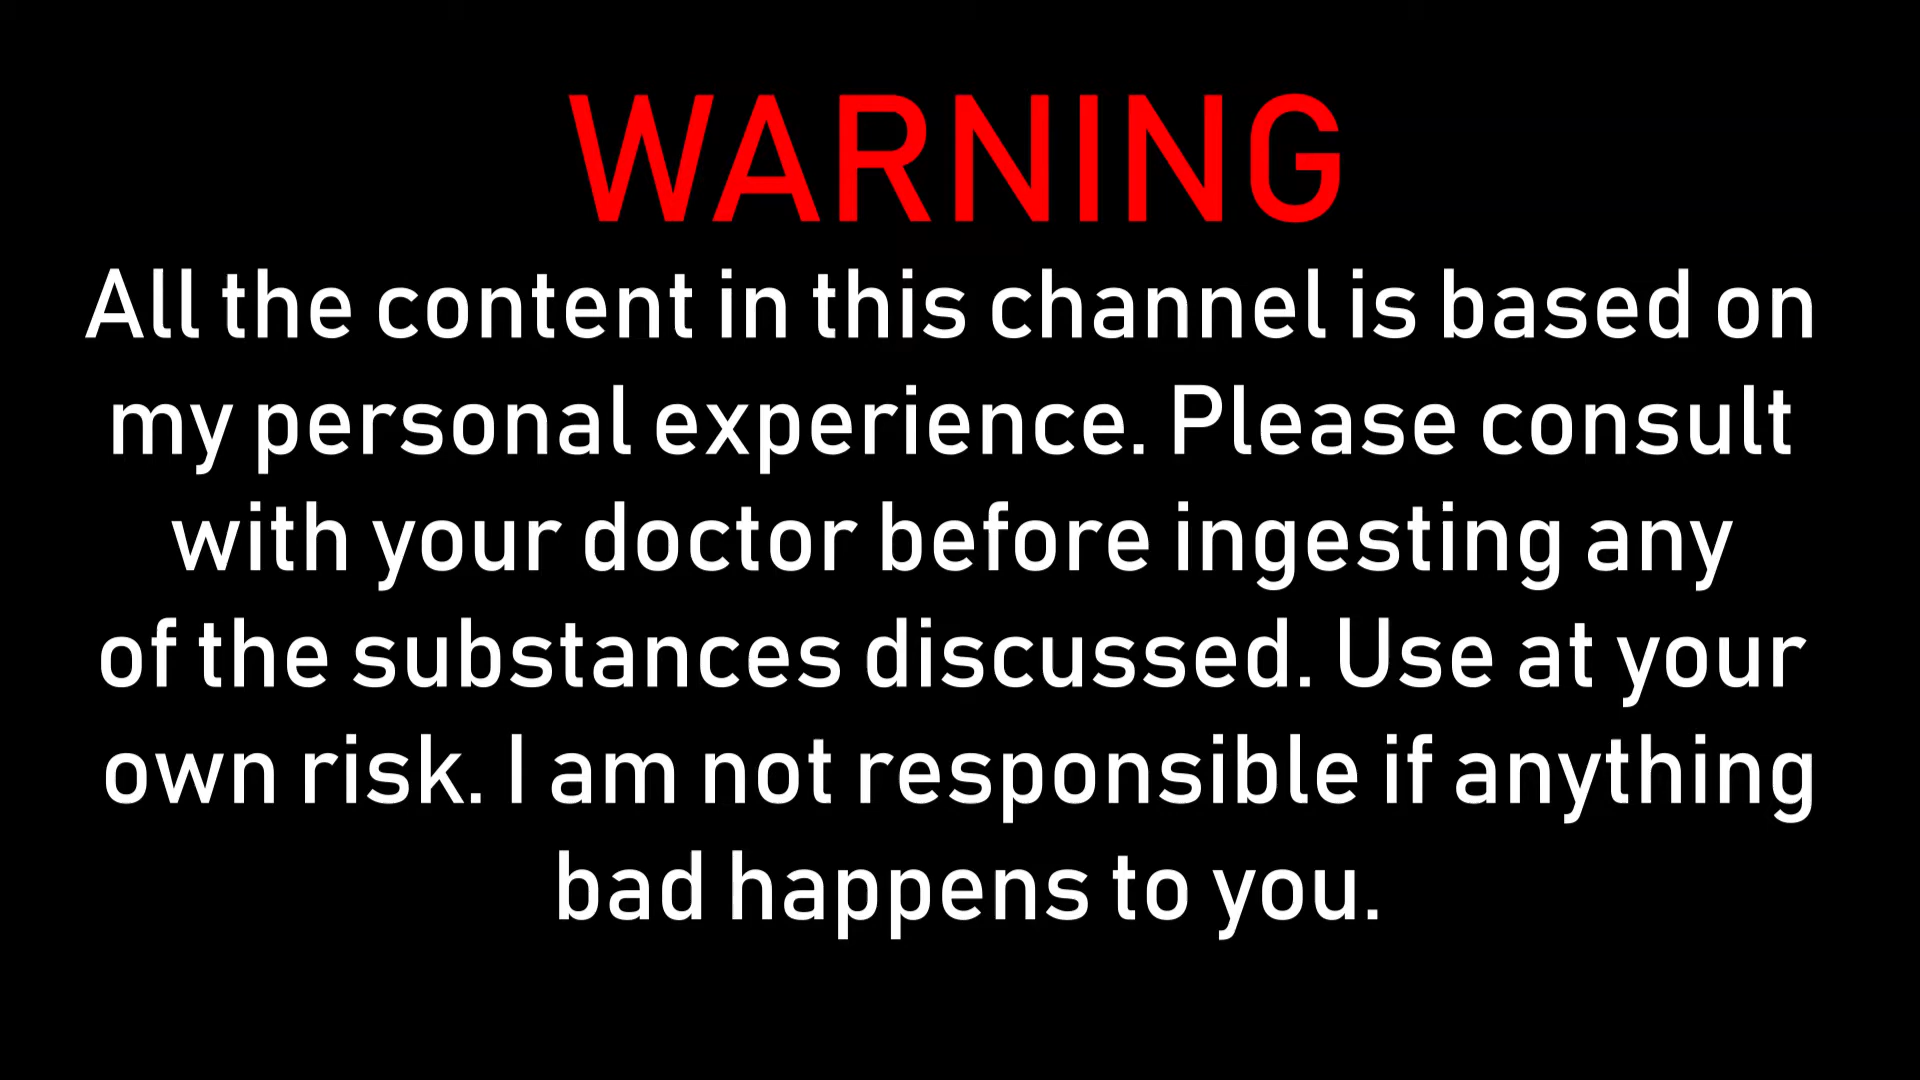 WARNING
All the content in this channel is based on
my personal experience. Please consult
with your doctor before ingesting any
of the substances discussed. Use at your
own risk. I am not responsible if anything
bad happens to you.